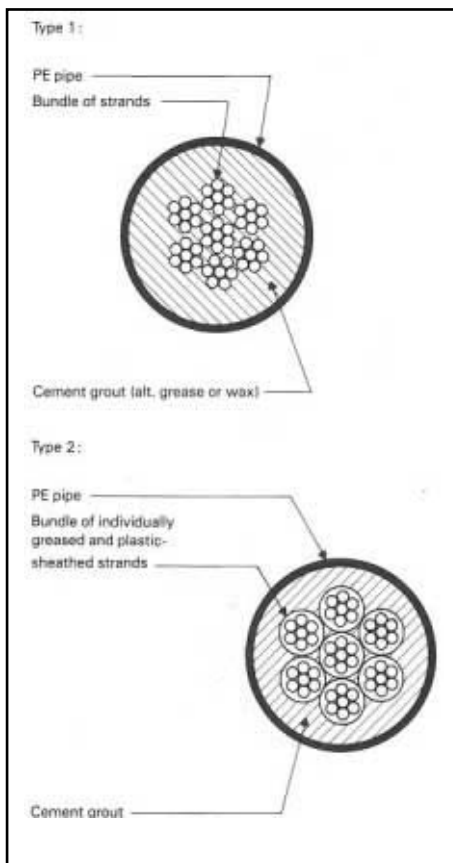 Type 1:
PE pipe
Bundle of strands
Cement grout (alt. grease or wax)
Type 2:
PE pipe
Bundle of individually
greased and plastic-
sheathed strands
Cement grout